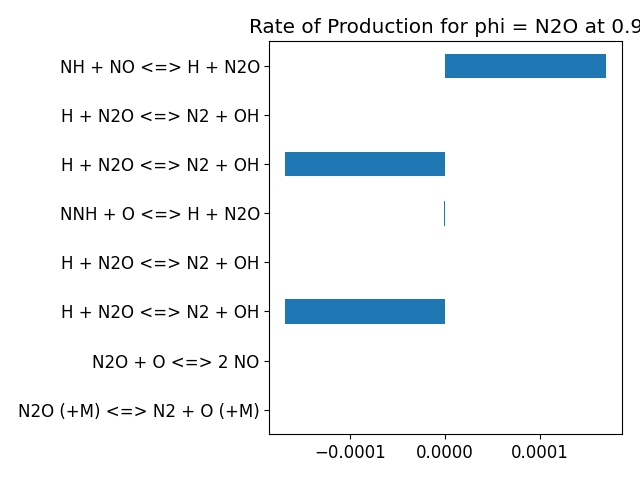 Rate of Production for phi = N2O at 0.9
NH + NO <=> H + N2O
H + N2O <=> N2 + OH
H + N2O <=> N2 + OH
NNH + O <=> H + N2O
H + N2O <=> N2 + OH
H + N2O <=> N2 + OH
N2O + O <=> 2 NO
N2O (+M) <=> N2 + O (+M)
−0.0001 0.0000 0.0001